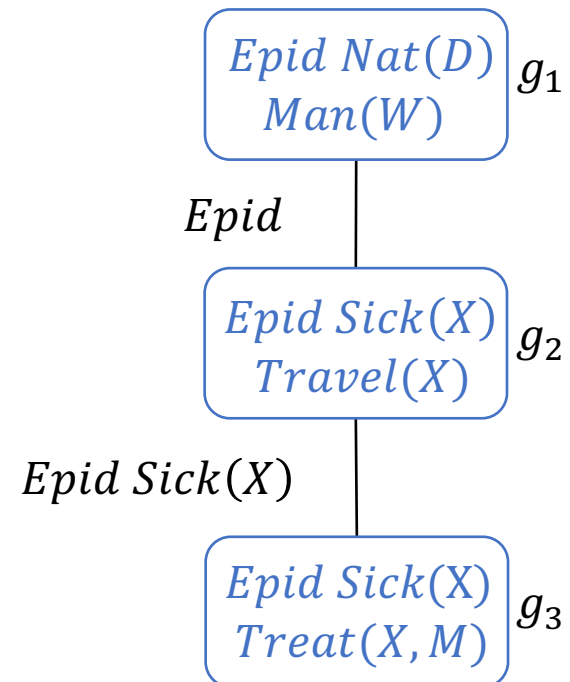 Epid Nat(D)
Man(W)
g₁
Epid
Epid Sick(X)
Travel(X)
g₂
Epid Sick(X)
Epid Sick(X)
Treat(X, M)
g₃